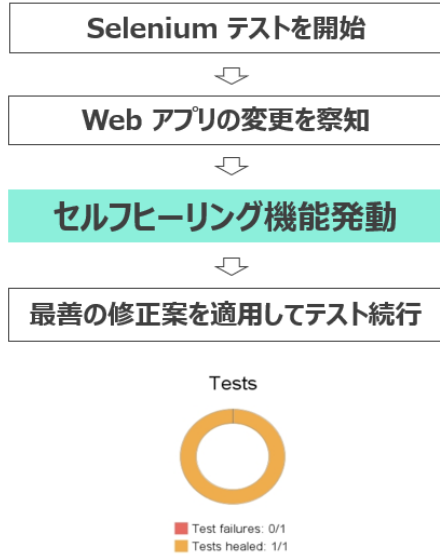 Selenium テストを開始
Web アプリの変更を察知
セルフヒーリング機能発動
最善の修正案を適用してテスト続行
Tests
Test failures: 0/1
Tests healed: 1/1